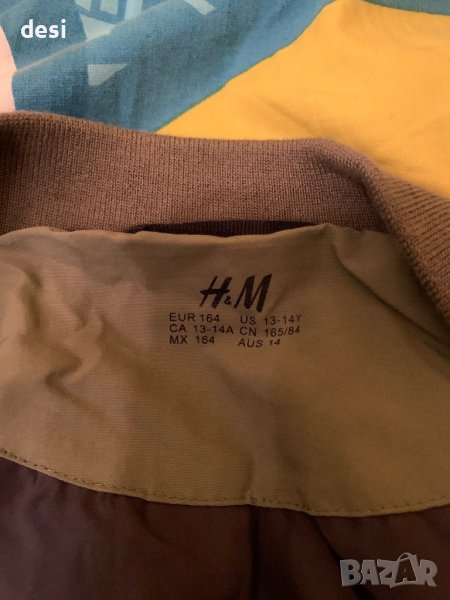 desi
H&M
EUR 164 US 13-14Y
CA 13-14A CN 165/84
MX 164 AUS 14
BAZAR